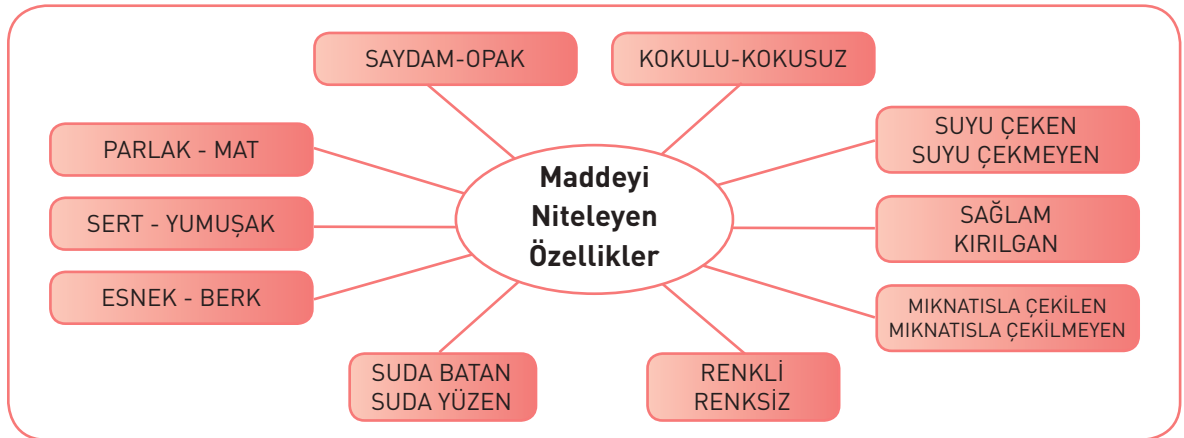 SAYDAM-OPAK
KOKULU-KOKUSUZ
PARLAK - MAT
SUYU ÇEKEN
SUYU ÇEKMEYEN
Maddeyi
Niteleyen
Özellikler
SERT - YUMUŞAK
SAĞLAM
KIRILGAN
ESNEK - BERK
MIKNATISLA ÇEKİLEN
MIKNATISLA ÇEKİLMEYEN
SUDA BATAN
SUDA YÜZEN
RENKLİ
RENKSİZ